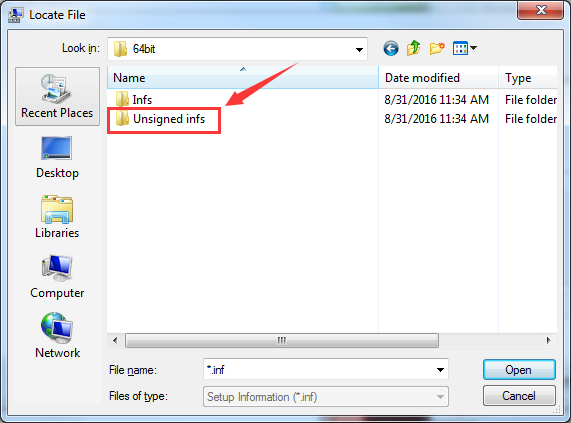 Locate File
Look in: 64bit
Name Date modified Type
Infs 8/31/2016 11:34 AM File folder
Unsigned infs 8/31/2016 11:34 AM File folder
Recent Places
Desktop
Libraries
Computer
Network
File name: *.inf Open
Files of type: Setup Information (*.inf) Cancel